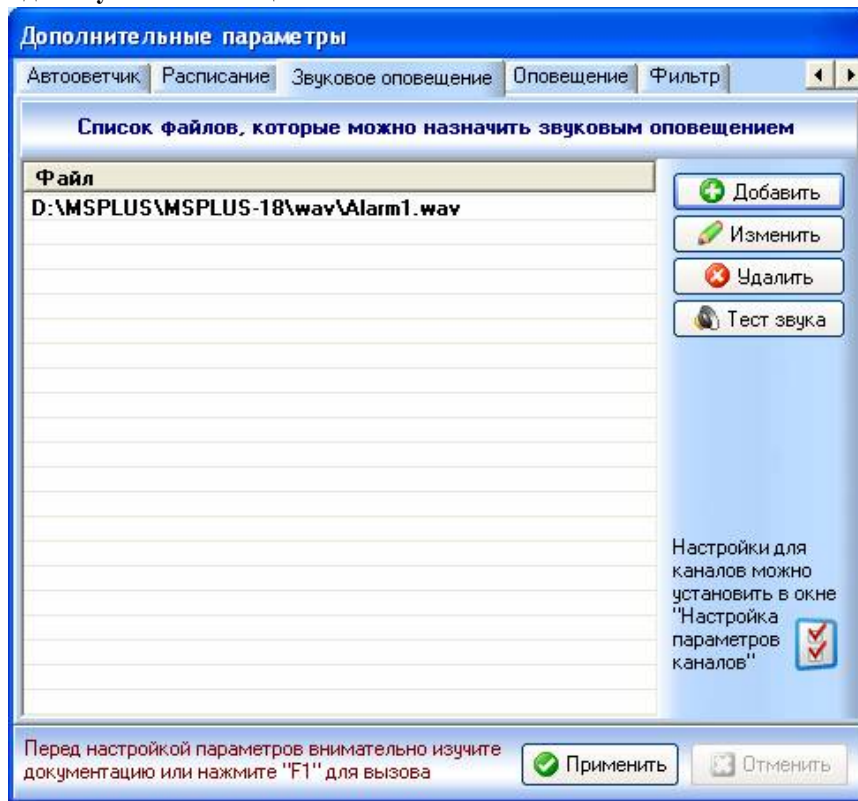 Дополнительные параметры
Автооветчик Расписание Звуковое оповещение Оповещение Фильтр
Список файлов, которые можно назначить звуковым оповещением
Файл
D:\MSPLUS\MSPLUS-18\wav\Alarm1.wav
Добавить
Изменить
Удалить
Тест звука
Настройки для
каналов можно
установить в окне
"Настройка
параметров
каналов"
Перед настройкой параметров внимательно изучите
документацию или нажмите "F1" для вызова
Применить
Отменить